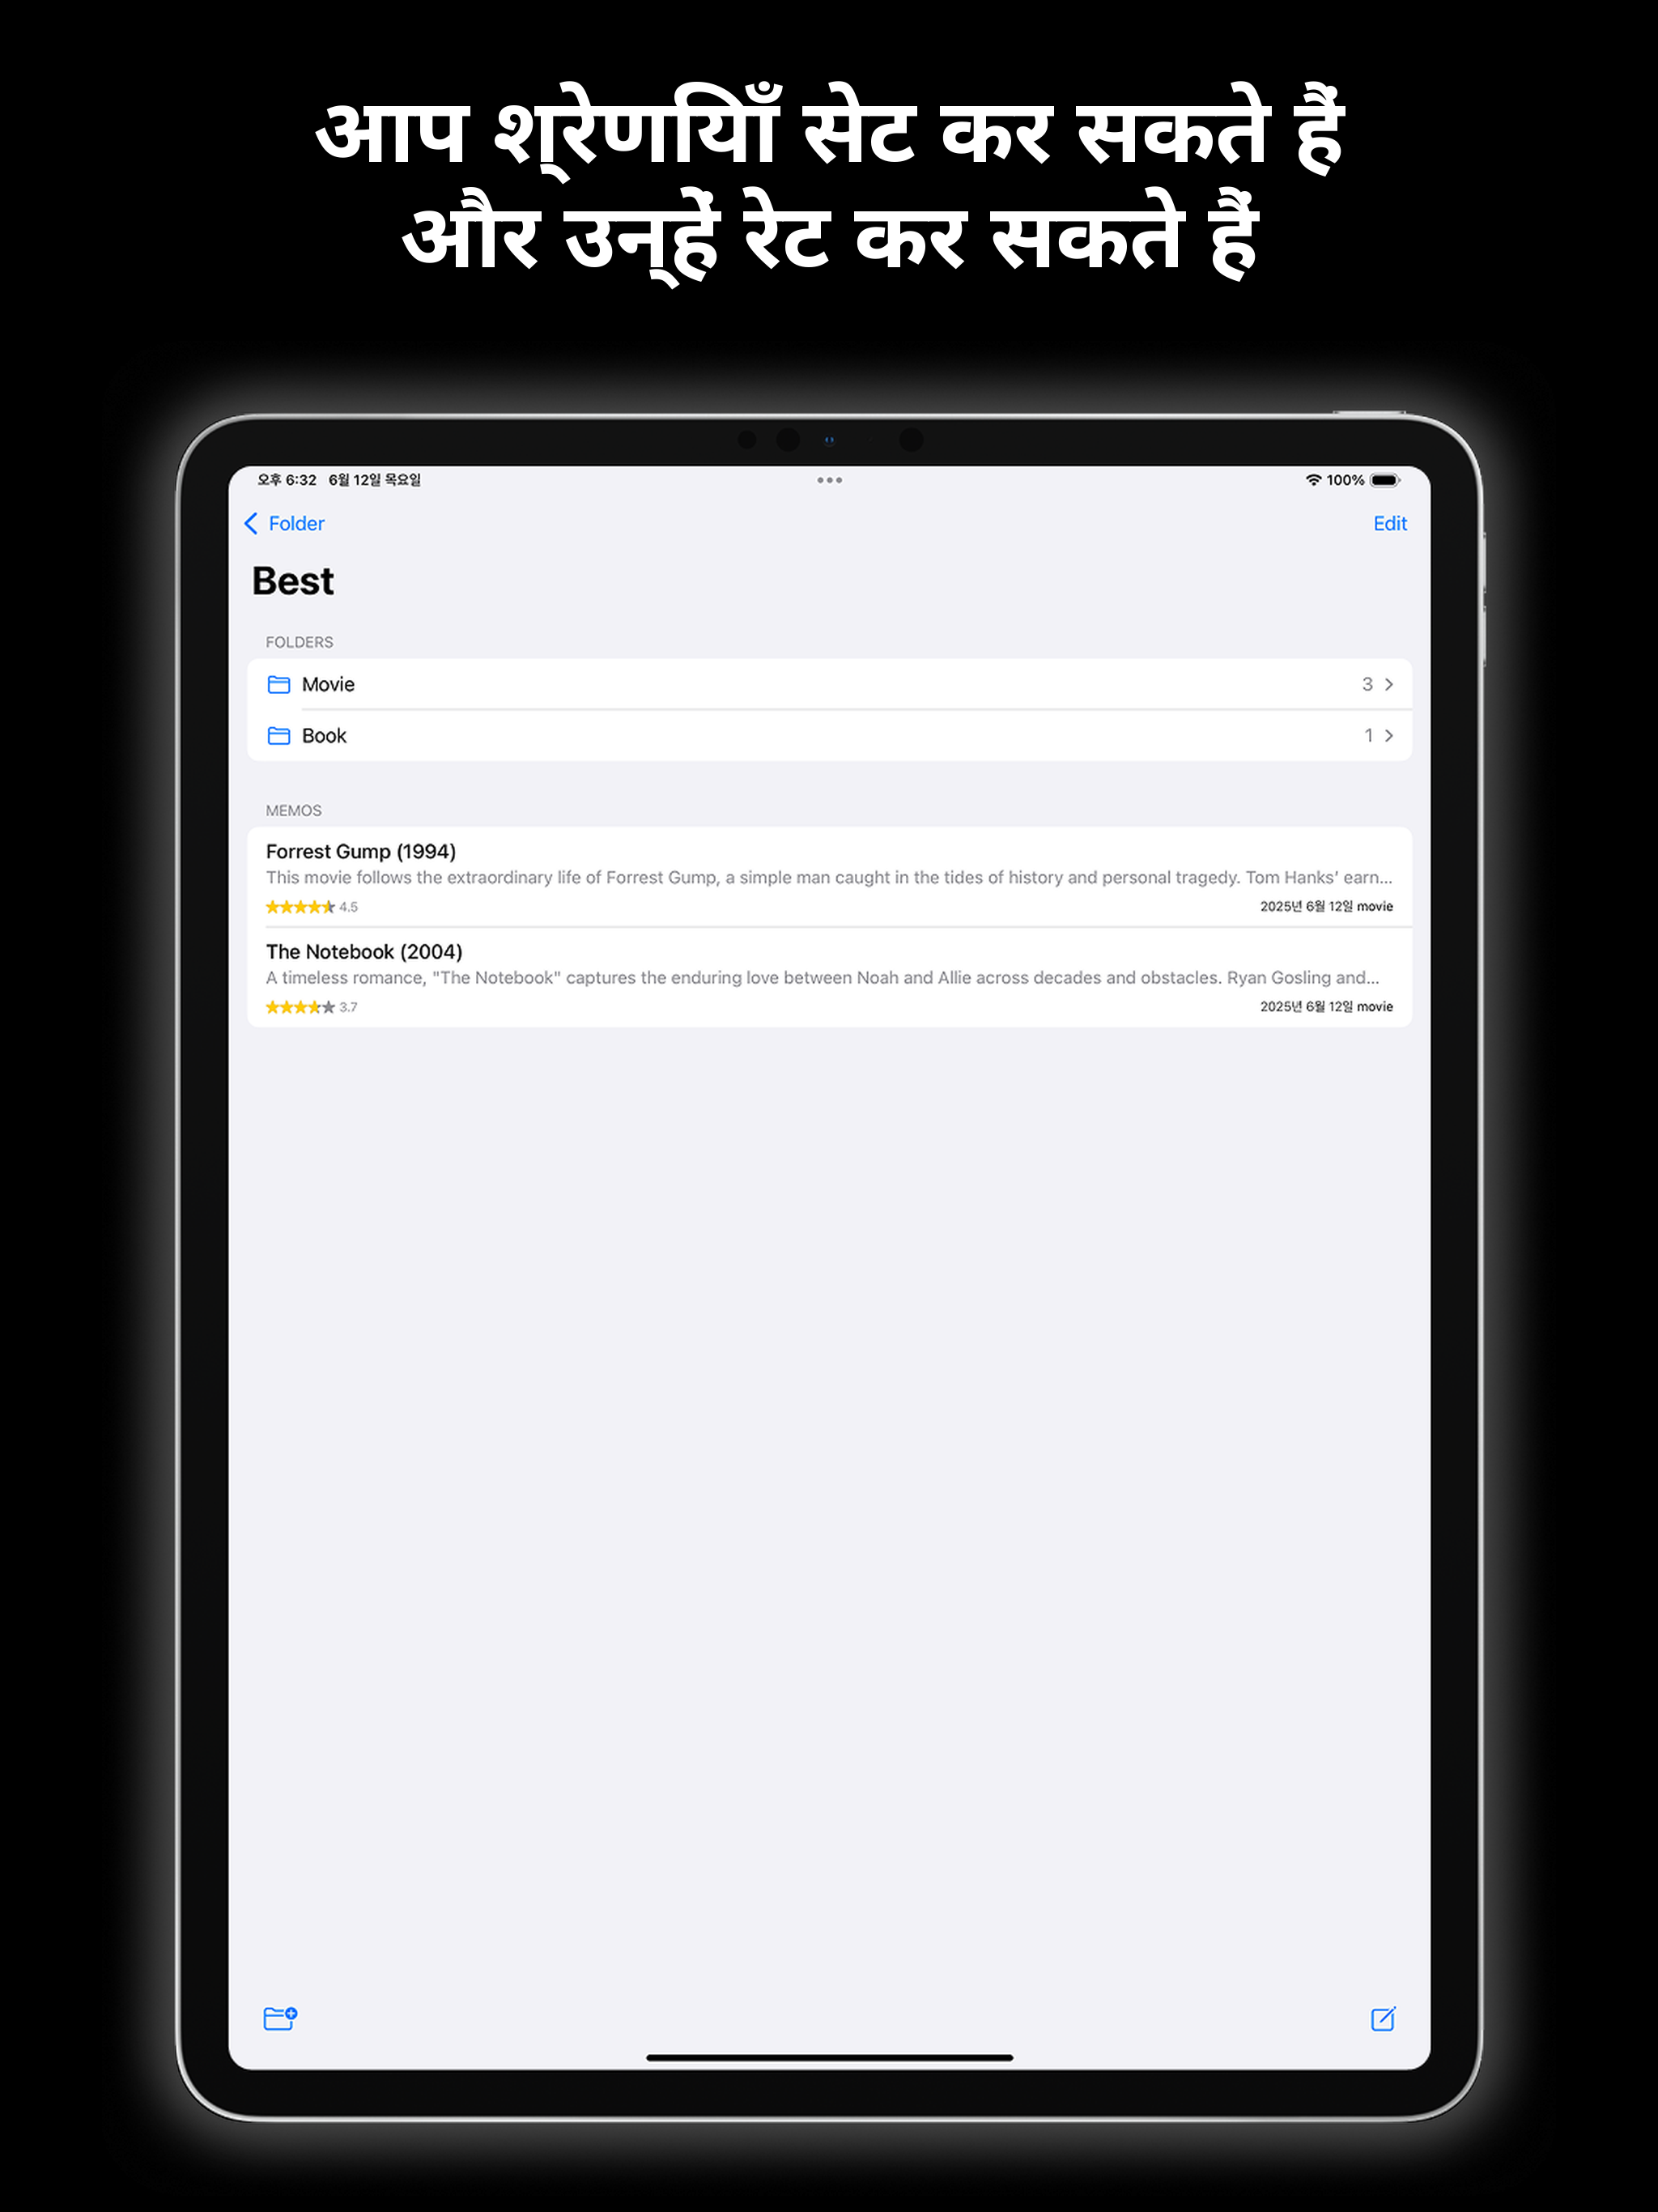 आप श्रेणियाँ सेट कर सकते हैं
और उन्हें रेट कर सकते हैं
오후 6:32 6월 12일 목요일
100%
Folder
Edit
Best
FOLDERS
Movie 3
Book 1
MEMOS
Forrest Gump (1994)
This movie follows the extraordinary life of Forrest Gump, a simple man caught in the tides of history and personal tragedy. Tom Hanks’ earn...
4.5 2025년 6월 12일 movie
The Notebook (2004)
A timeless romance, "The Notebook" captures the enduring love between Noah and Allie across decades and obstacles. Ryan Gosling and...
3.7 2025년 6월 12일 movie